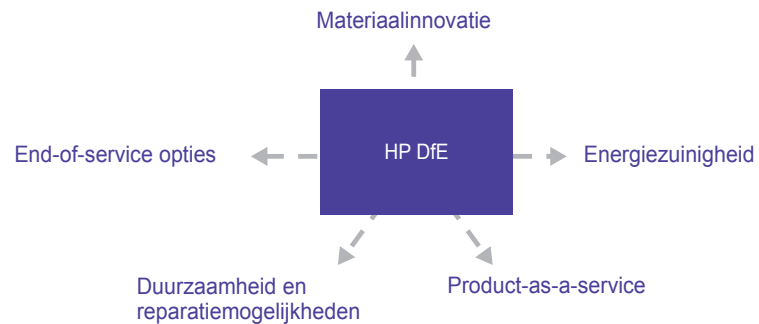 Materiaalinnovatie
End-of-service opties
HP DfE
Energiezuinigheid
Duurzaamheid en
reparatiemogelijkheden
Product-as-a-service